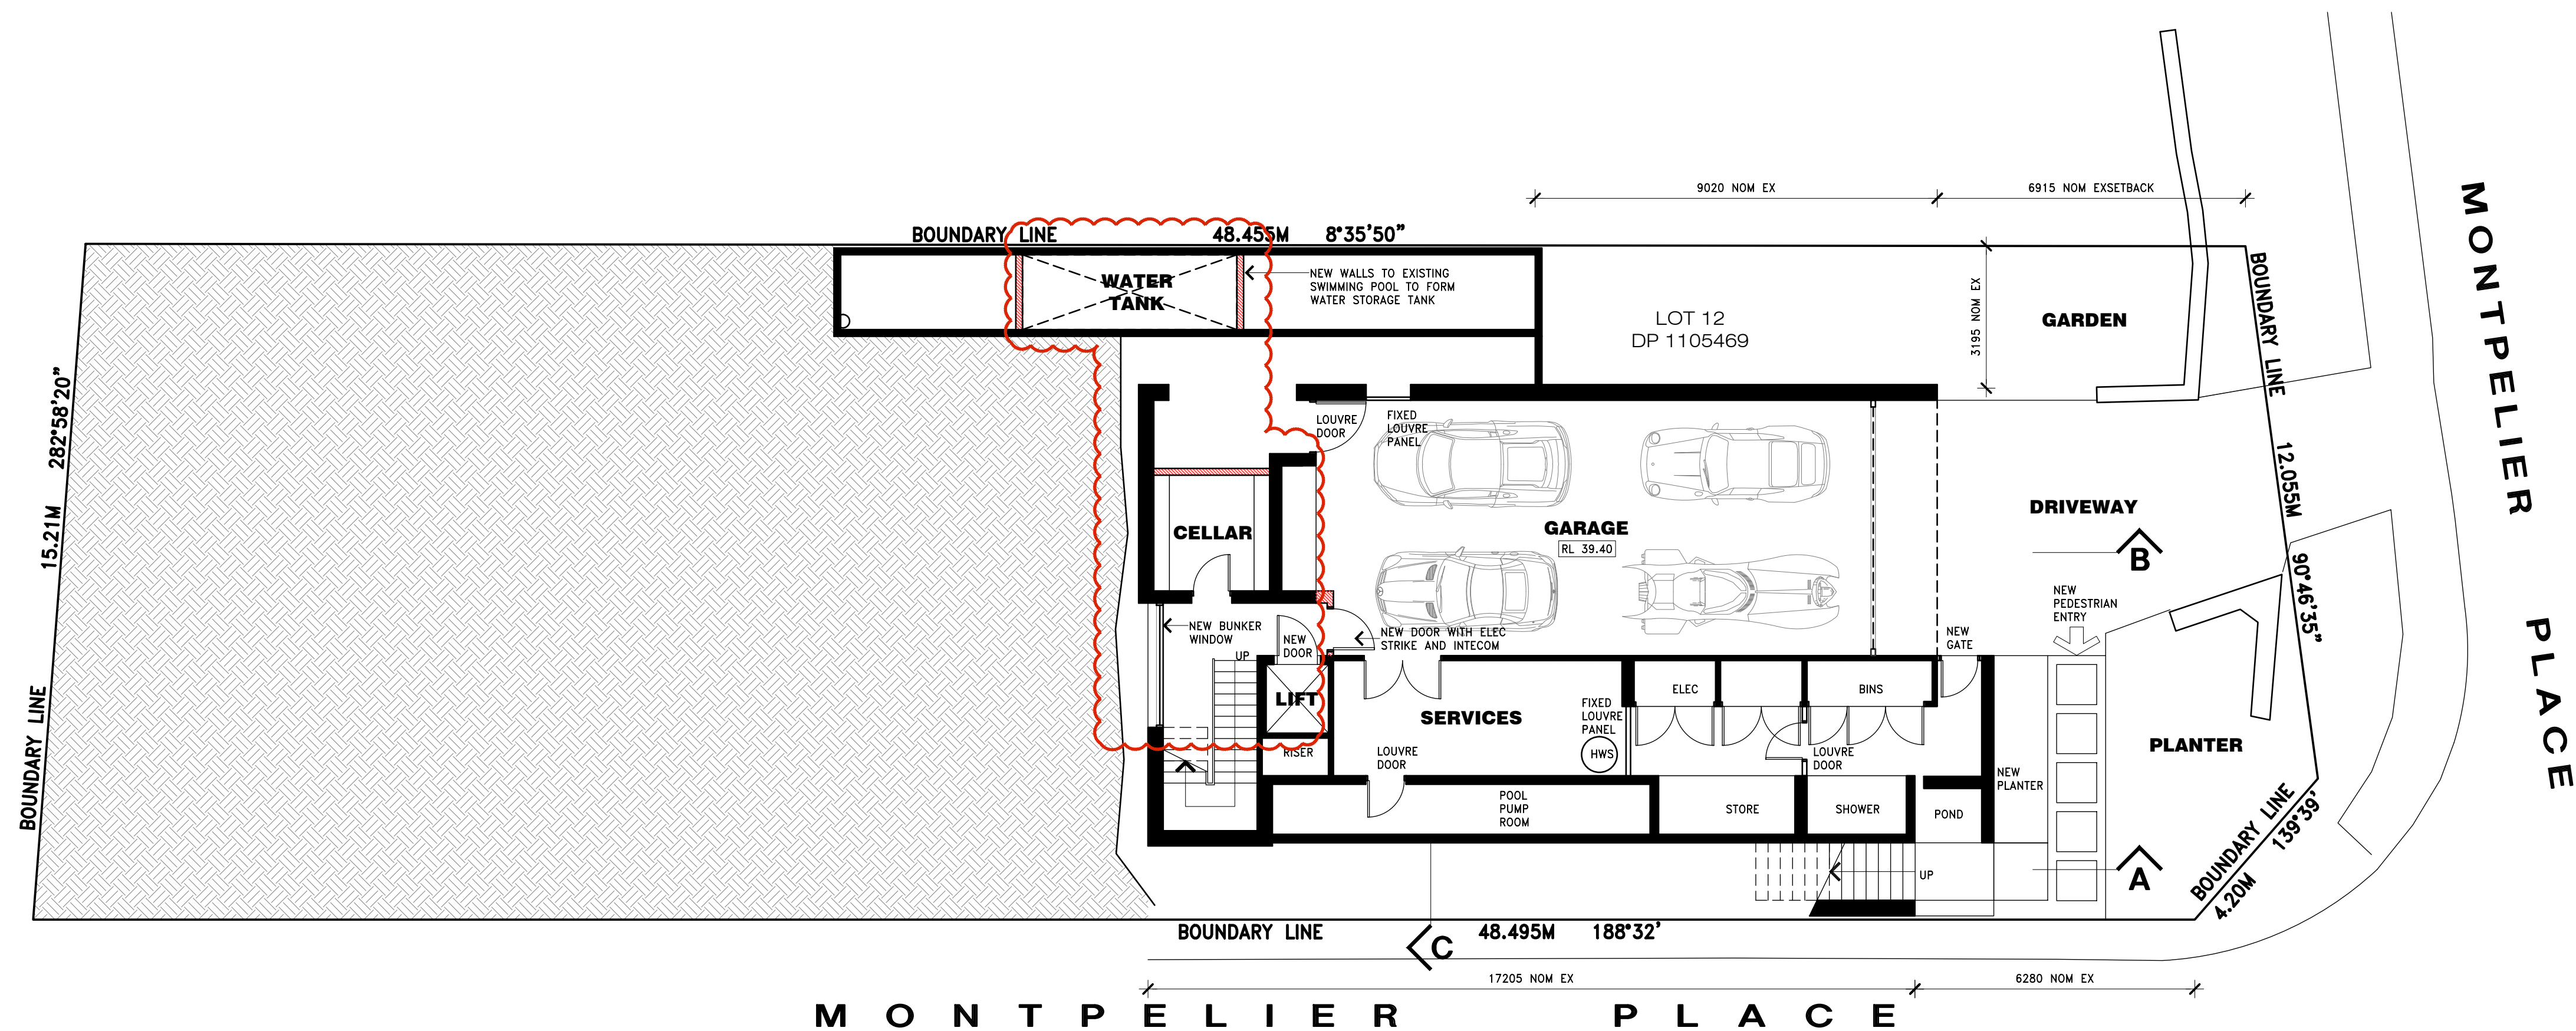 9020 NOM EX
6915 NOM EXSETBACK
BOUNDARY LINE 48.455M 8°35'50"
WATER
TANK
NEW WALLS TO EXISTING
SWIMMING POOL TO FORM
WATER STORAGE TANK
LOT 12
DP 1105469
3195 NOM EX
GARDEN
BOUNDARY LINE
12.055M
90°46'35"
MONTPELIER PLACE
BOUNDARY LINE
15.21M
282°58'20"
LOUVRE
DOOR
FIXED
LOUVRE
PANEL
CELLAR
GARAGE
RL 39.40
DRIVEWAY
B
NEW
PEDESTRIAN
ENTRY
NEW BUNKER
WINDOW
UP
NEW
DOOR
NEW DOOR WITH ELEC
STRIKE AND INTECOM
NEW
GATE
LIFT
SERVICES
FIXED
LOUVRE
PANEL
HWS
ELEC
BINS
RISER
LOUVRE
DOOR
LOUVRE
DOOR
PLANTER
NEW
PLANTER
POOL
PUMP
ROOM
STORE
SHOWER
POND
UP
A
BOUNDARY LINE
139°39'
4.20M
BOUNDARY LINE 48.495M 188°32'
C
17205 NOM EX
6280 NOM EX
MONTPELIER PLACE